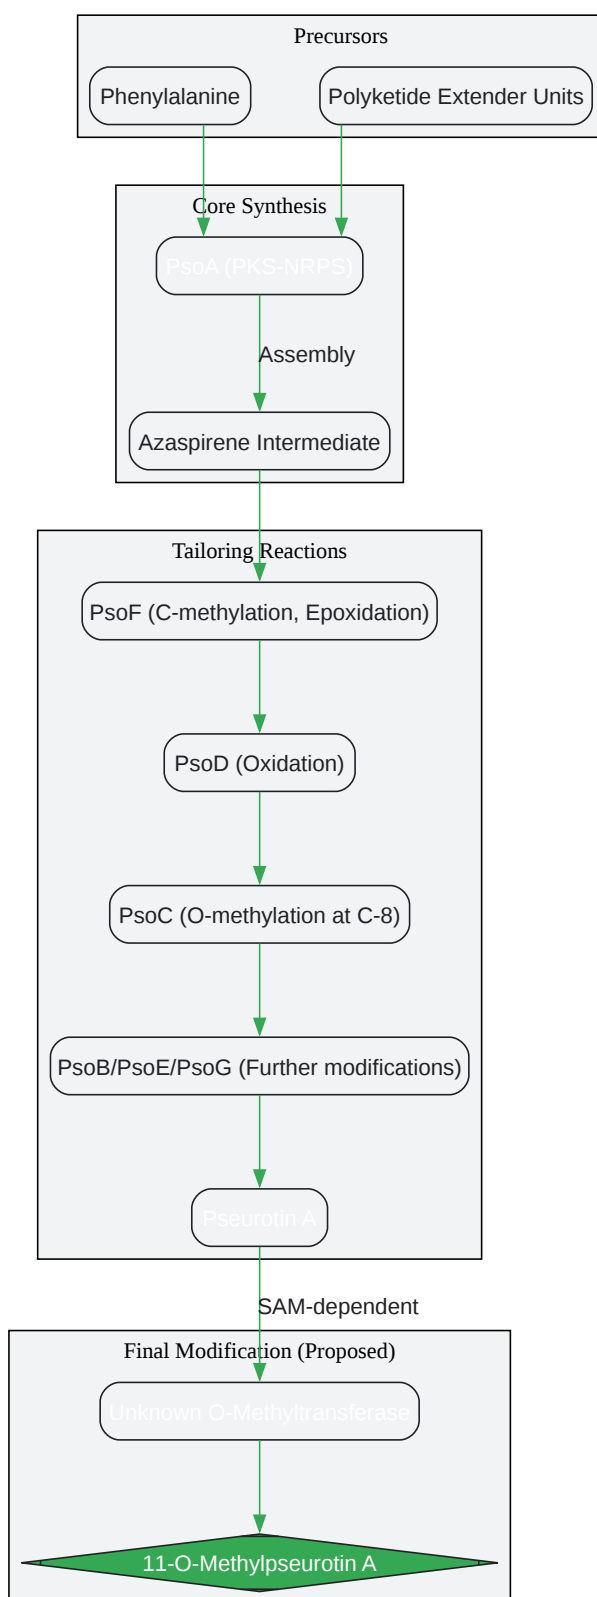 Precursors
Phenylalanine
Polyketide Extender Units
Core Synthesis
PsoA (PKS-NRPS)
Assembly
Azaspirene Intermediate
Tailoring Reactions
PsoF (C-methylation, Epoxidation)
PsoD (Oxidation)
PsoC (O-methylation at C-8)
PsoB/PsoE/PsoG (Further modifications)
Pseurotin A
SAM-dependent
Final Modification (Proposed)
Unknown O-Methyltransferase
11-O-Methylpseurotin A